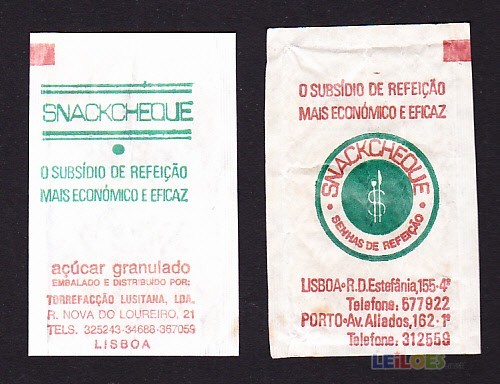 SNACKCHEQUE
O SUBSÍDIO DE REFEIÇÃO
MAIS ECONÓMICO E EFICAZ
açúcar granulado
EMBALADO E DISTRIBUIDO POR:
TORREFACÇÃO LUSITANA, LDA.
R. NOVA DO LOUREIRO, 21
TELS. 325243-34688-367059
LISBOA
O SUBSÍDIO DE REFEIÇÃO
MAIS ECONÓMICO E EFICAZ
SNACKCHEQUE
• SENHAS DE REFEIÇÃO •
LISBOA•R.D.Estefânia,155-4º
Telefone: 577922
PORTO•Av. Aliados,162-1º
Telefone: 312559
LEILOES.net